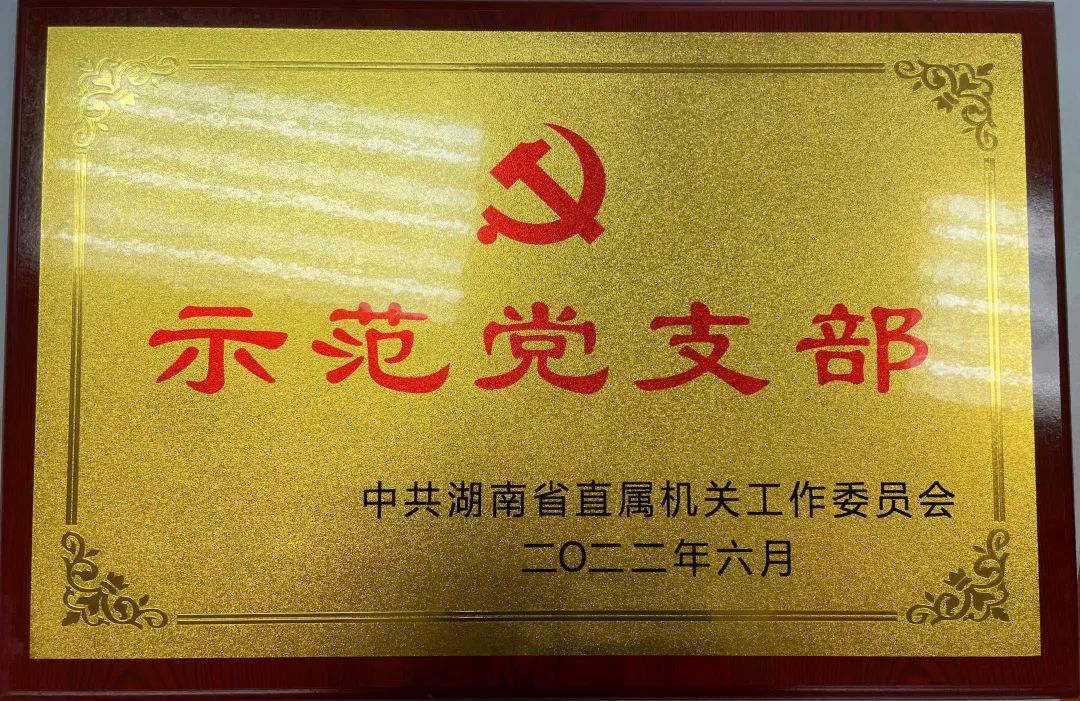 示范党支部
中共湖南省直属机关工作委员会
二〇二二年六月